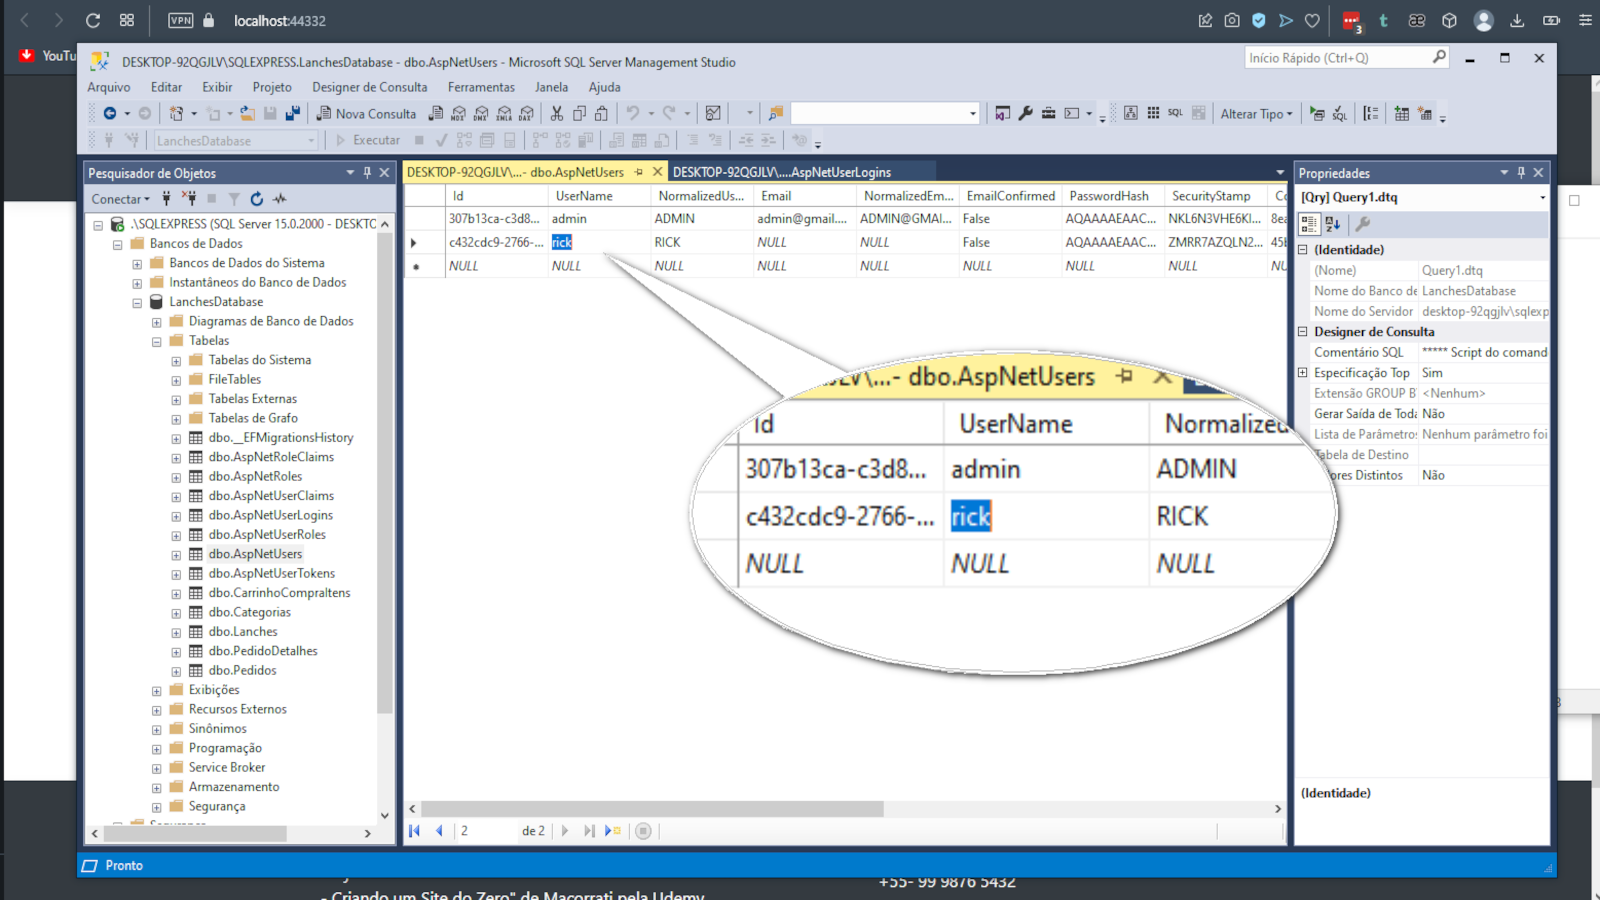 VPN localhost:44332
3
YouTu
DESKTOP-92QGJLV\SQLEXPRESS.LanchesDatabase - dbo.AspNetUsers - Microsoft SQL Server Management Studio
Início Rápido (Ctrl+Q)
Arquivo Editar Exibir Projeto Designer de Consulta Ferramentas Janela Ajuda
Nova Consulta MDX DMX XMLA DAX SQL Alterar Tipo
LanchesDatabase Executar
Pesquisador de Objetos
Conectar
.\SQLEXPRESS (SQL Server 15.0.2000 - DESKTC
Bancos de Dados
Bancos de Dados do Sistema
Instantâneos do Banco de Dados
LanchesDatabase
Diagramas de Banco de Dados
Tabelas
Tabelas do Sistema
FileTables
Tabelas Externas
Tabelas de Grafo
dbo.__EFMigrationsHistory
dbo.AspNetRoleClaims
dbo.AspNetRoles
dbo.AspNetUserClaims
dbo.AspNetUserLogins
dbo.AspNetUserRoles
dbo.AspNetUsers
dbo.AspNetUserTokens
dbo.CarrinhoCompraItens
dbo.Categorias
dbo.Lanches
dbo.PedidoDetalhes
dbo.Pedidos
Exibições
Recursos Externos
Sinônimos
Programação
Service Broker
Armazenamento
Segurança
DESKTOP-92QGJLV\...- dbo.AspNetUsers DESKTOP-92QGJLV\....AspNetUserLogins
Id UserName NormalizedUs... Email NormalizedEm... EmailConfirmed PasswordHash SecurityStamp Co
307b13ca-c3d8... admin ADMIN admin@gmail.... ADMIN@GMAI... False AQAAAAEAAC... NKL6N3VHE6KI... 8ea
c432cdc9-2766-... rick RICK NULL NULL False AQAAAAEAAC... ZMRR7AZQLN2... 45b
NULL NULL NULL NULL NULL NULL NULL NULL NU
JLV\...- dbo.AspNetUsers
Id UserName Normalized
307b13ca-c3d8... admin ADMIN
c432cdc9-2766-... rick RICK
NULL NULL NULL
2 de 2
Propriedades
[Qry] Query1.dtq
(Identidade)
(Nome) Query1.dtq
Nome do Banco de LanchesDatabase
Nome do Servidor desktop-92qgjlv\sqlexp
Designer de Consulta
Comentário SQL ***** Script do comand
Especificação Top Sim
Extensão GROUP B <Nenhum>
Gerar Saída de Toda Não
Lista de Parâmetros Nenhum parâmetro foi
Tabela de Destino
ores Distintos Não
(Identidade)
Pronto
- Criando um Site do Zero" de Macorrati pela Udemy
+55- 99 9876 5432